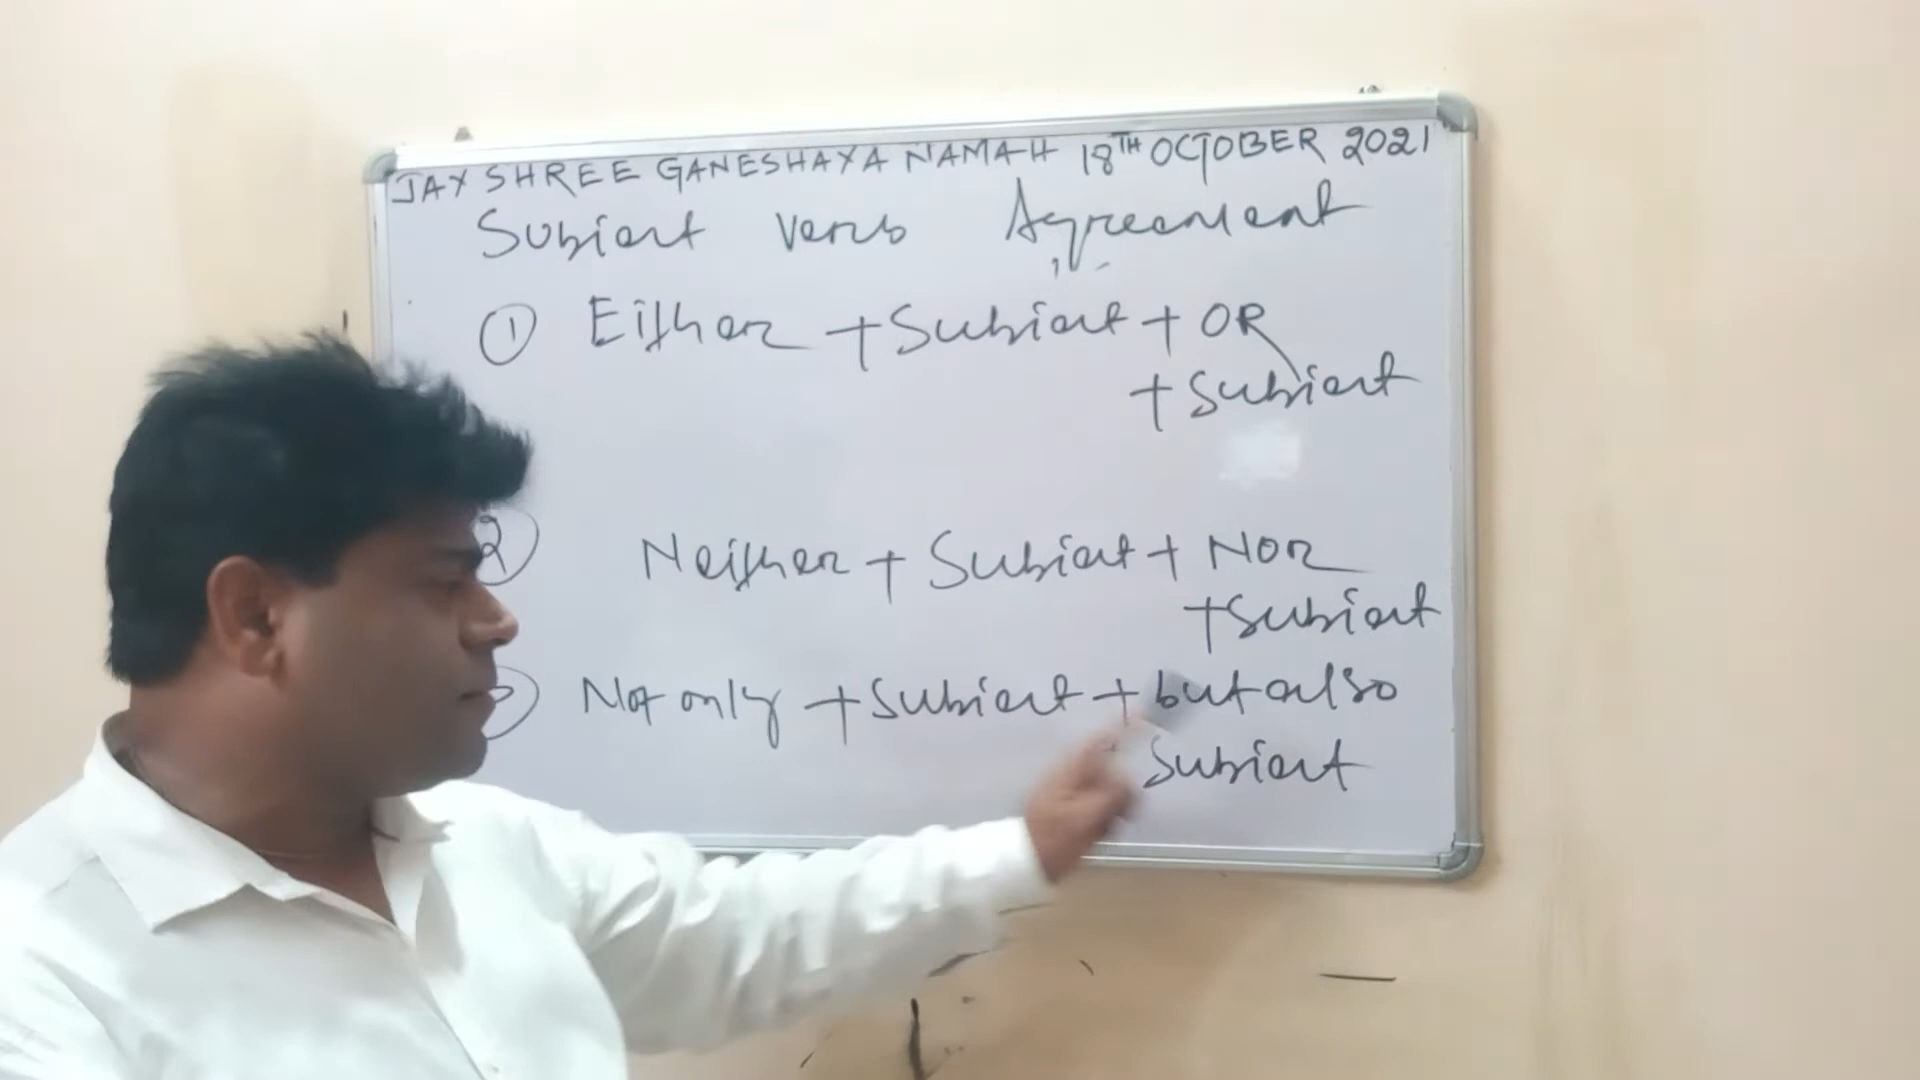 JAY SHREE GANESHAYA NAMAH 18TH OCTOBER 2021
Subject verb Agreement
① Either + Subject + OR
+ Subject
2 Neither + Subject + NOR
+ Subject
Not only + Subject + but also
Subject